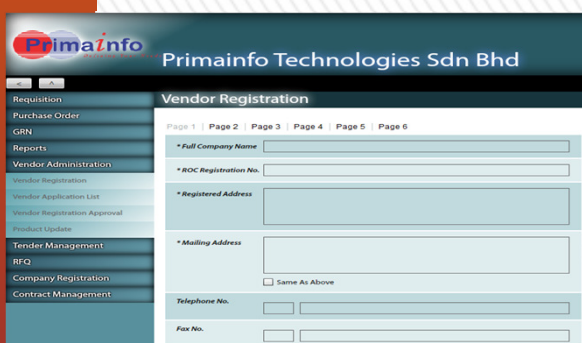 Primainfo
Primainfo Technologies Sdn Bhd
< ^
Requisition
Purchase Order
GRN
Reports
Vendor Administration
Vendor Registration
Vendor Application List
Vendor Registration Approval
Product Update
Tender Management
RFQ
Company Registration
Contract Management
Vendor Registration
Page 1 | Page 2 | Page 3 | Page 4 | Page 5 | Page 6
* Full Company Name
* ROC Registration No.
* Registered Address
* Mailing Address
Same As Above
Telephone No.
Fax No.